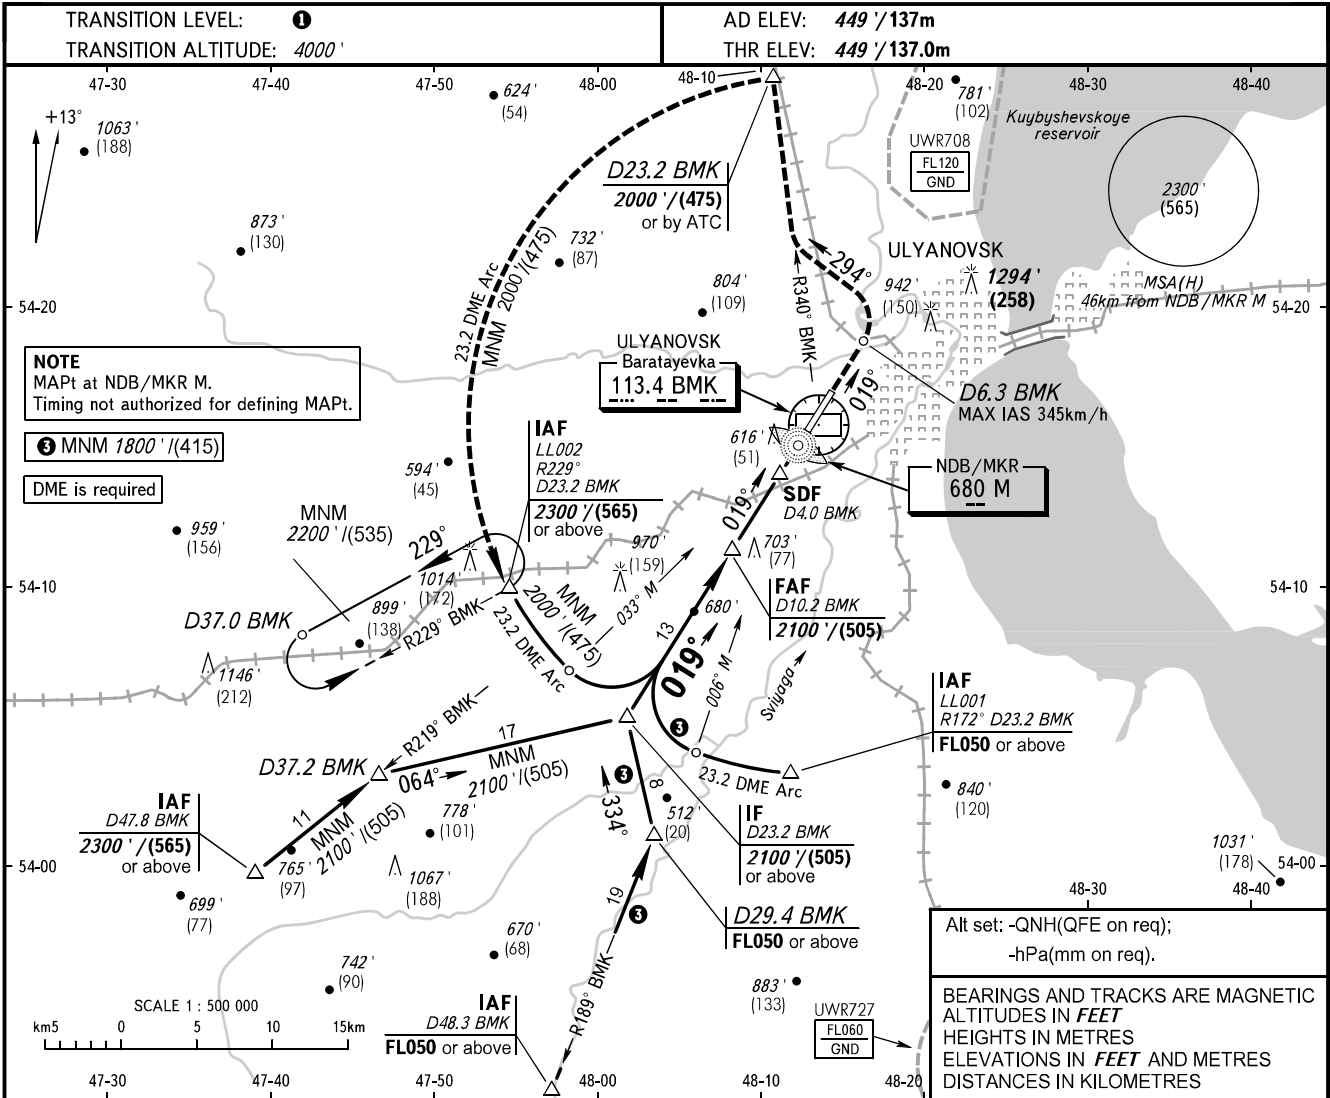 TRANSITION LEVEL: ❶
TRANSITION ALTITUDE: 4000 '
AD ELEV: 449 '/137m
THR ELEV: 449 '/137.0m
47-30
47-40
47-50
48-00
48-10
48-20
48-30
48-40
+13°
1063 '
(188)
624 '
(54)
781 '
(102)
Kuybyshevskoye
reservoir
UWR708
FL120
GND
D23.2 BMK
2000 '/(475)
or by ATC
2300 '
(565)
873 '
(130)
732 '
(87)
23.2 DME Arc
MNM 2000'/(475)
294°
R340° BMK
ULYANOVSK
942 '
(150)
1294 '
(258)
MSA(H)
46km from NDB/MKR M
804 '
(109)
54-20
54-20
NOTE
MAPt at NDB/MKR M.
Timing not authorized for defining MAPt.
ULYANOVSK
Baratayevka
113.4 BMK
019°
D6.3 BMK
MAX IAS 345km/h
❸ MNM 1800 '/(415)
DME is required
IAF
LL002
R229°
D23.2 BMK
2300 '/(565)
or above
616 '
(51)
NDB/MKR
680 M
594 '
(45)
SDF
D4.0 BMK
019°
959 '
(156)
MNM
2200 '/(535)
229°
970 '
(159)
703 '
(77)
1014 '
(172)
54-10
54-10
MNM
2000'/(475)
033° M
FAF
D10.2 BMK
2100 '/(505)
D37.0 BMK
899 '
(138)
R229° BMK
23.2 DME Arc
13
680 '
019°
006° M
Sviyaga
1146 '
(212)
IAF
LL001
R172° D23.2 BMK
FL050 or above
R219° BMK
17
❸
D37.2 BMK
064°
MNM
2100 '/(505)
❸
23.2 DME Arc
IAF
D47.8 BMK
2300 '/(565)
or above
11
MNM
2100 '/(505)
778 '
(101)
334°
8
512 '
(20)
IF
D23.2 BMK
2100 '/(505)
or above
840 '
(120)
1031 '
(178)
54-00
54-00
765 '
(97)
1067 '
(188)
699 '
(77)
19
❸
D29.4 BMK
FL050 or above
48-30
48-40
670 '
(68)
742 '
(90)
883 '
(133)
R189° BMK
Alt set: -QNH(QFE on req);
-hPa(mm on req).
SCALE 1 : 500 000
km5 0 5 10 15km
IAF
D48.3 BMK
FL050 or above
UWR727
FL060
GND
BEARINGS AND TRACKS ARE MAGNETIC
ALTITUDES IN FEET
HEIGHTS IN METRES
ELEVATIONS IN FEET AND METRES
DISTANCES IN KILOMETRES
47-30
47-40
47-50
48-00
48-10
48-20